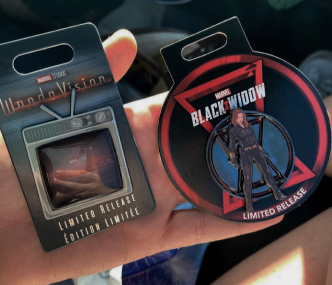 MARVEL STUDIOS
WandaVision
LIMITED RELEASE
ÉDITION LIMITÉE
MARVEL
BLACK WIDOW
LIMITED RELEASE